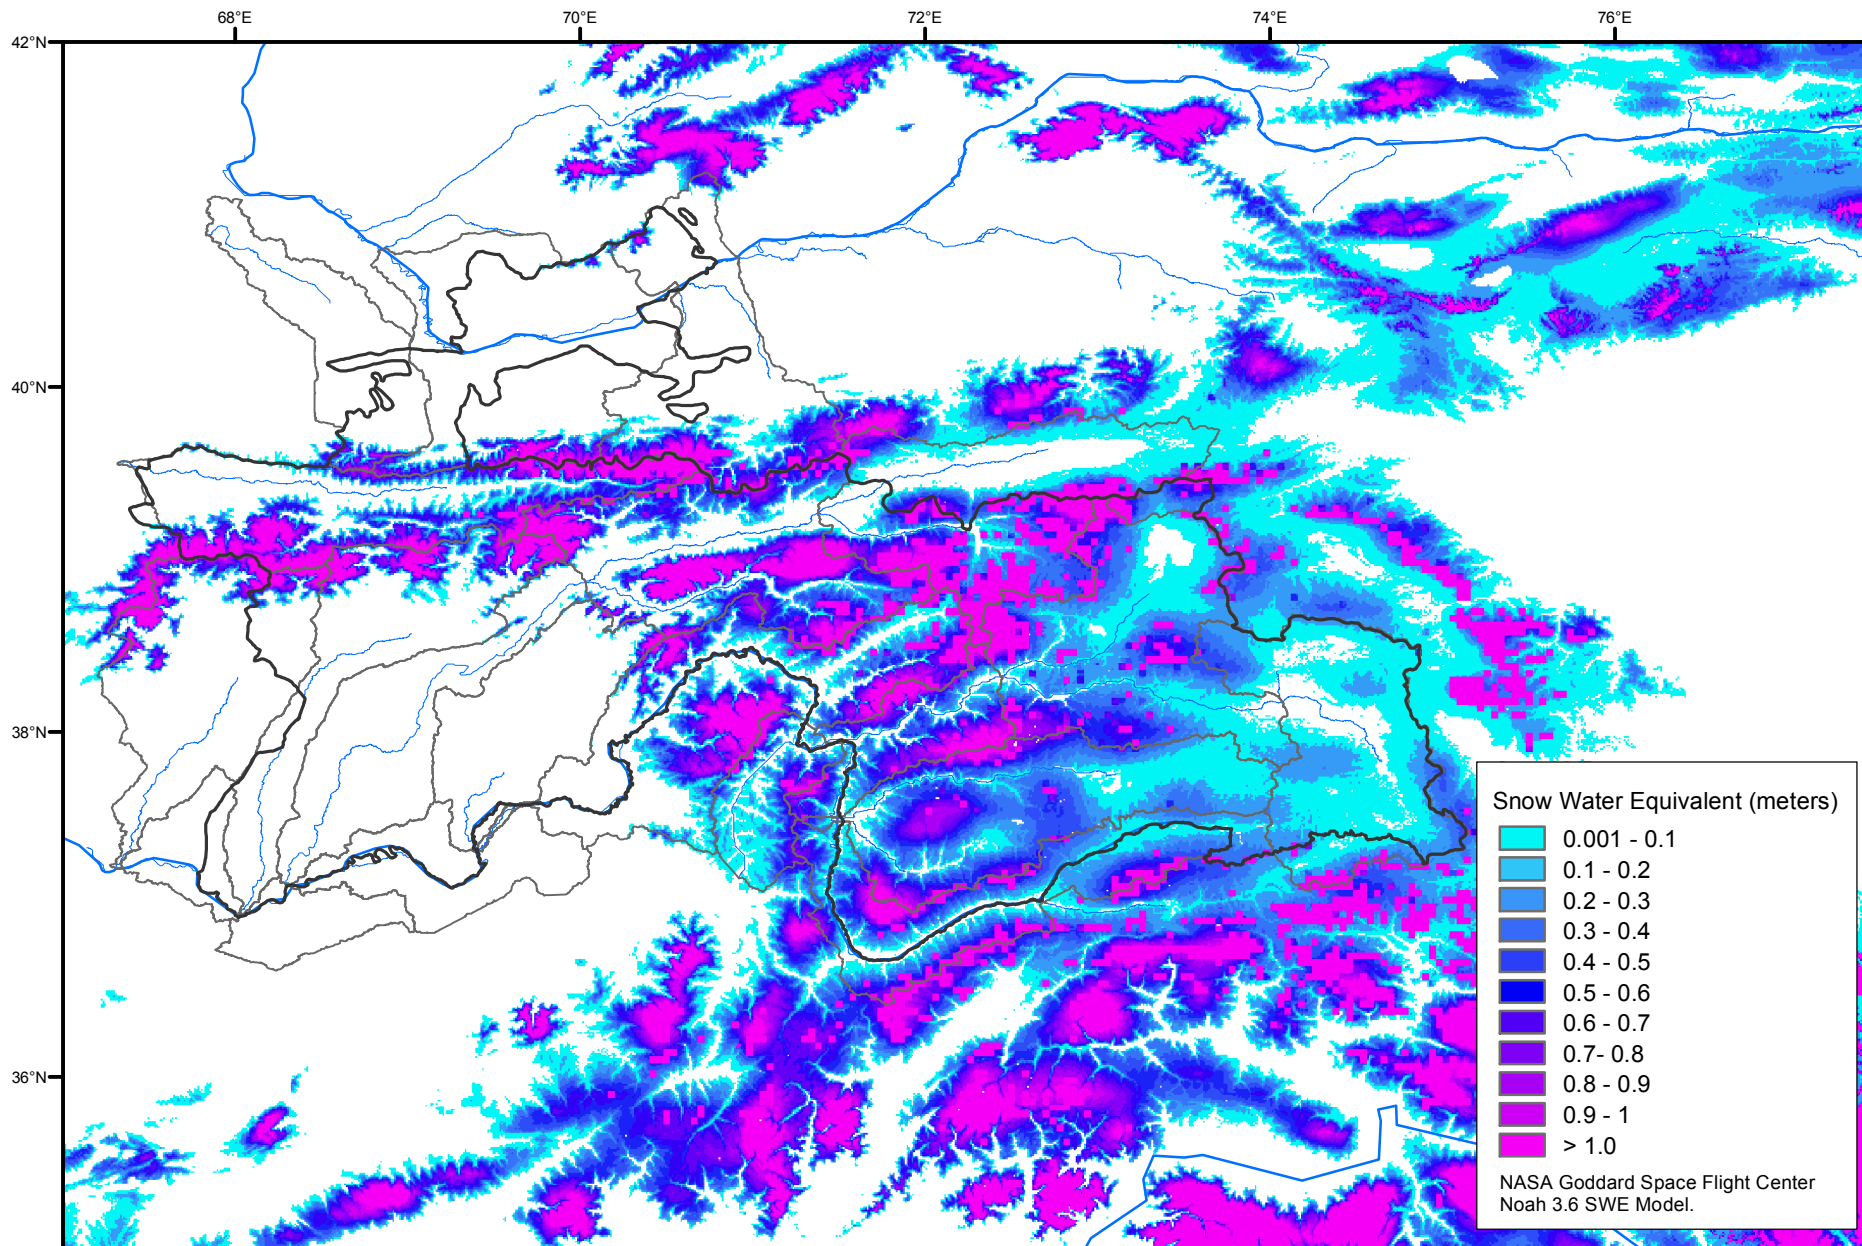 68°E
70°E
72°E
74°E
76°E
42°N
40°N
38°N
36°N
Snow Water Equivalent (meters)
0.001 - 0.1
0.1 - 0.2
0.2 - 0.3
0.3 - 0.4
0.4 - 0.5
0.5 - 0.6
0.6 - 0.7
0.7- 0.8
0.8 - 0.9
0.9 - 1
> 1.0
NASA Goddard Space Flight Center
Noah 3.6 SWE Model.